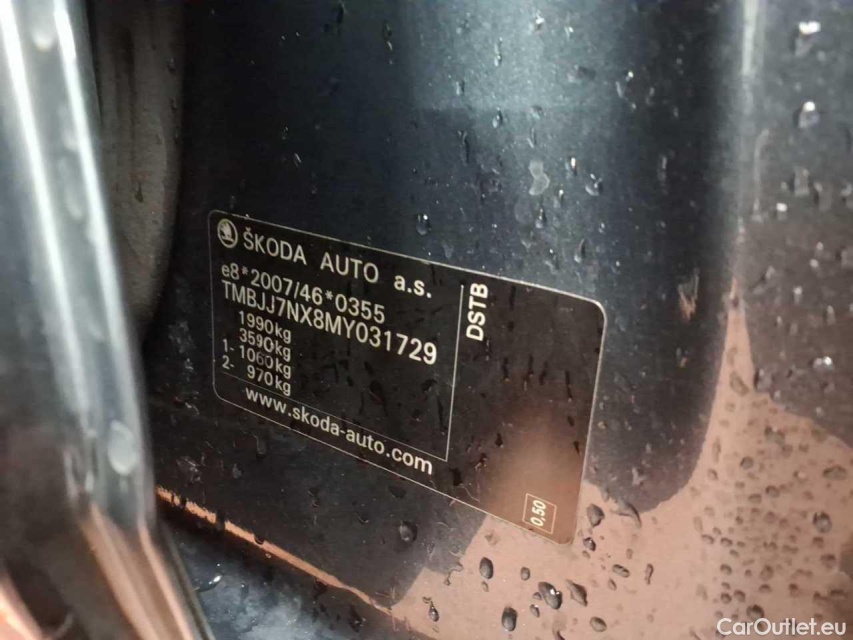 ŠKODA AUTO a.s.
e8*2007/46*0355
TMBJJ7NX8MY031729
1990kg
3590kg
1- 1060kg
2- 970kg
www.skoda-auto.com
DSTB
0.50
CarOutlet.eu